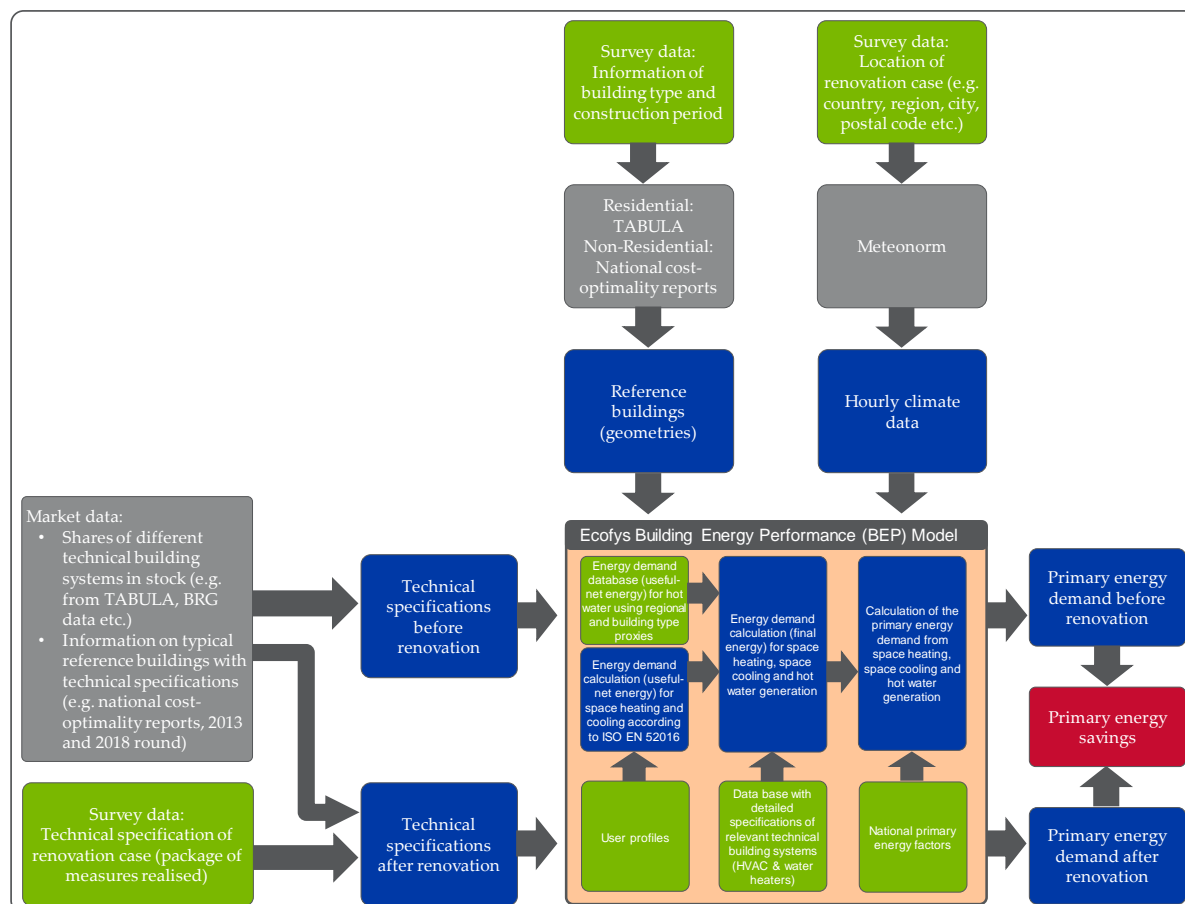 Survey data:
Information of
building type and
construction period
Survey data:
Location of
renovation case (e.g.
country, region, city,
postal code etc.)
Residential:
TABULA
Non-Residential:
National cost-
optimality reports
Meteonorm
Reference
buildings
(geometries)
Hourly climate
data
Market data:
• Shares of different
technical building
systems in stock (e.g.
from TABULA, BRG
data etc.)
• Information on typical
reference buildings with
technical specifications
(e.g. national cost-
optimality reports, 2013
and 2018 round)
Technical
specifications
before
renovation
Ecofys Building Energy Performance (BEP) Model
Energy demand
database (useful-
net energy) for hot
water using regional
and building type
proxies
Energy demand
calculation (useful-
net energy) for
space heating and
cooling according
to ISO EN 52016
Energy demand
calculation (final
energy) for space
heating, space
cooling and hot
water generation
Calculation of the
primary energy
demand from
space heating,
space cooling and
hot water
generation
Primary energy
demand before
renovation
Primary energy
savings
Survey data:
Technical specification of
renovation case (package of
measures realised)
Technical
specifications
after renovation
User profiles
Data base with
detailed
specifications of
relevant technical
building systems
(HVAC & water
heaters)
National primary
energy factors
Primary energy
demand after
renovation